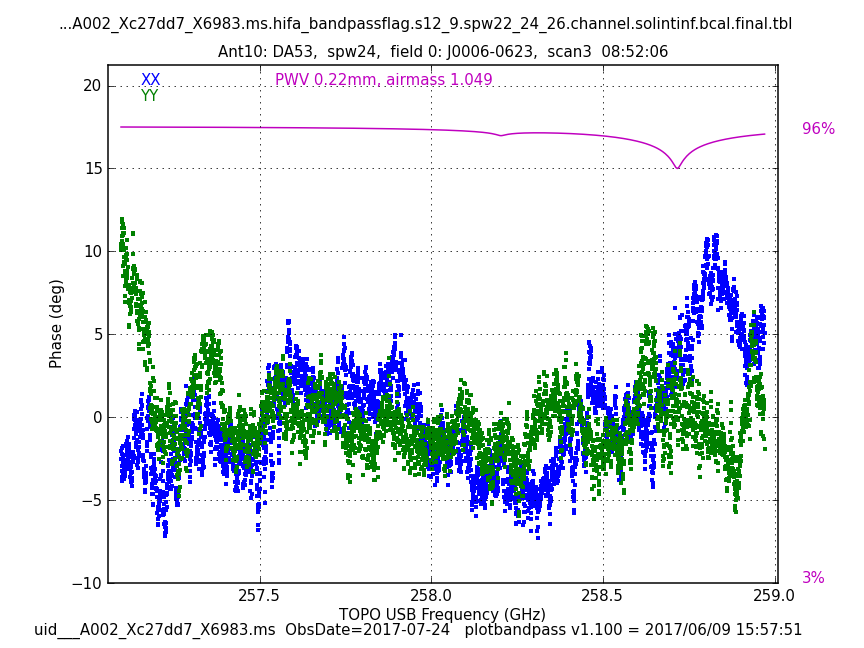 ...A002_Xc27dd7_X6983.ms.hifa_bandpassflag.s12_9.spw22_24_26.channel.solintinf.bcal.final.tbl
Ant10: DA53, spw24, field 0: J0006-0623, scan3 08:52:06
XX
PWV 0.22mm, airmass 1.049
YY
20
15
10
5
0
−5
−10
Phase (deg)
96%
3%
257.5 258.0 258.5 259.0
TOPO USB Frequency (GHz)
uid___A002_Xc27dd7_X6983.ms ObsDate=2017-07-24 plotbandpass v1.100 = 2017/06/09 15:57:51